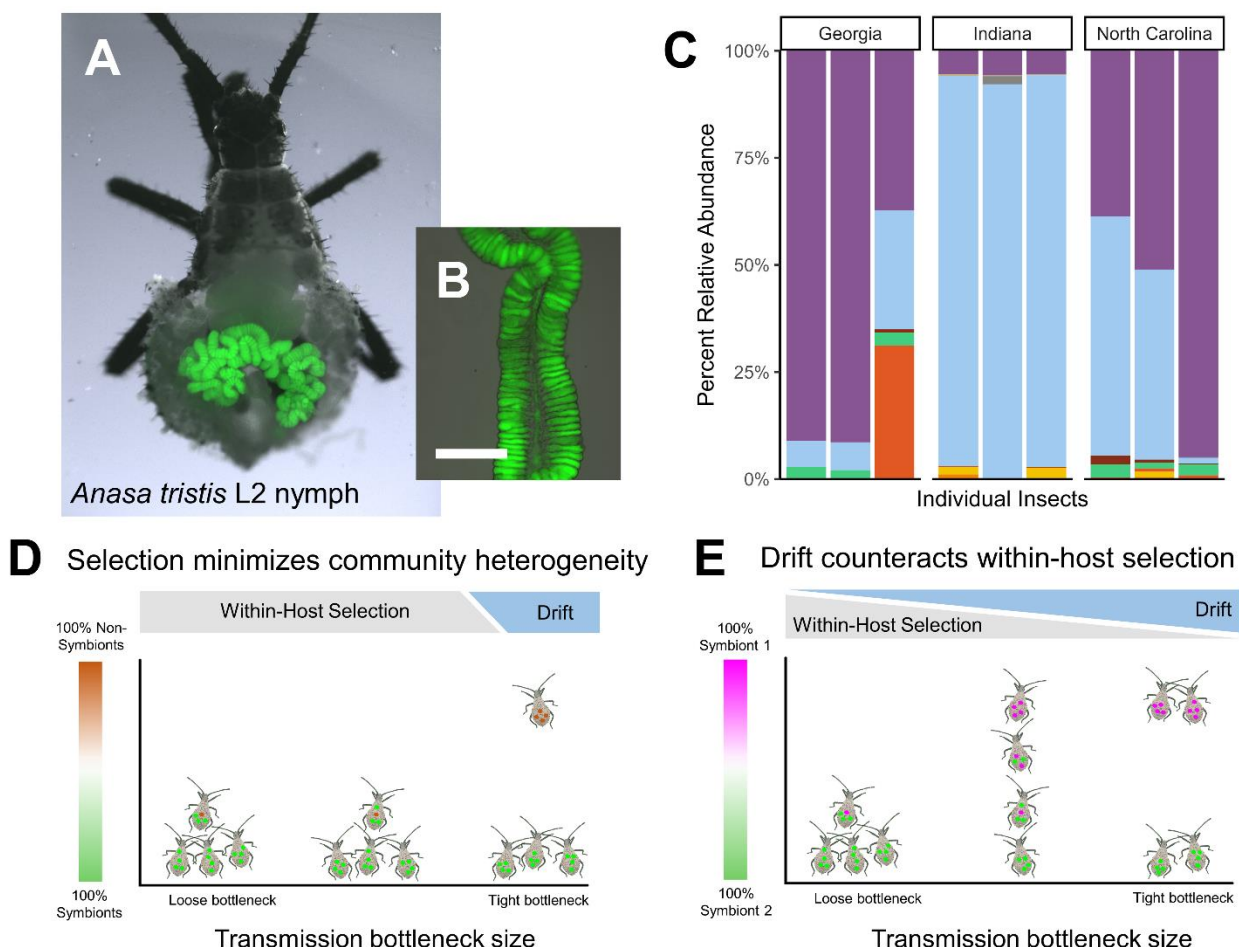 A
Anasa tristis L2 nymph
B
C
Georgia
Indiana
North Carolina
Percent Relative Abundance
100%
75%
50%
25%
0%
Individual Insects
D Selection minimizes community heterogeneity
Within-Host Selection
Drift
100% Non-
Symbionts
100%
Symbionts
Loose bottleneck
Tight bottleneck
Transmission bottleneck size
E Drift counteracts within-host selection
Drift
Within-Host Selection
100%
Symbiont 1
100%
Symbiont 2
Loose bottleneck
Tight bottleneck
Transmission bottleneck size